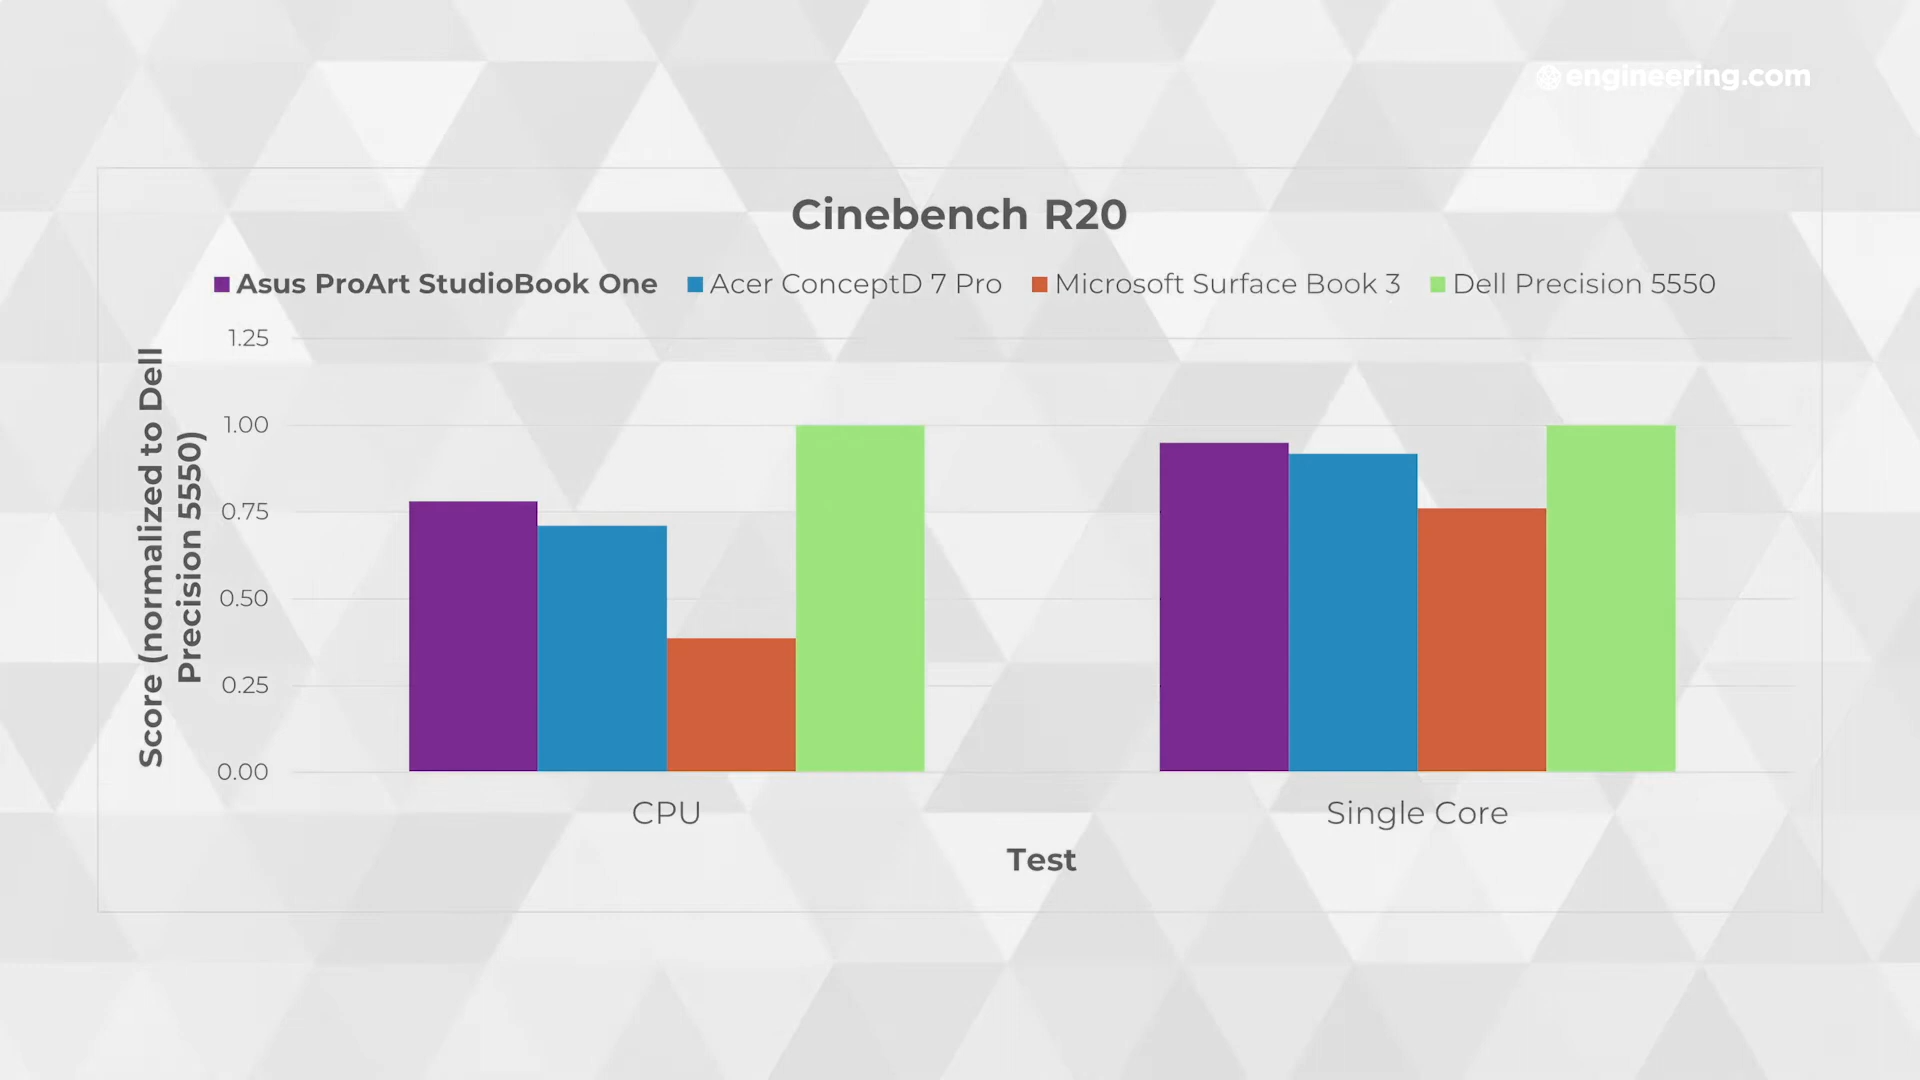 engineering.com
Cinebench R20
Asus ProArt StudioBook One Acer ConceptD 7 Pro Microsoft Surface Book 3 Dell Precision 5550
Score (normalized to Dell
Precision 5550)
1.25
1.00
0.75
0.50
0.25
0.00
CPU Single Core
Test